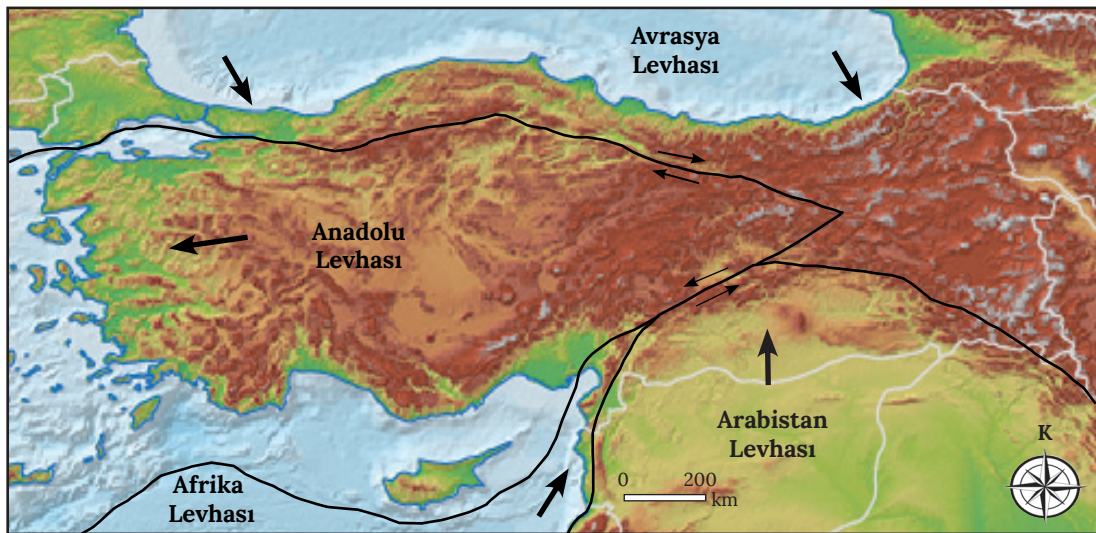 Avrasya
Levhası
Anadolu
Levhası
Arabistan
Levhası
K
0 200
km
Afrika
Levhası